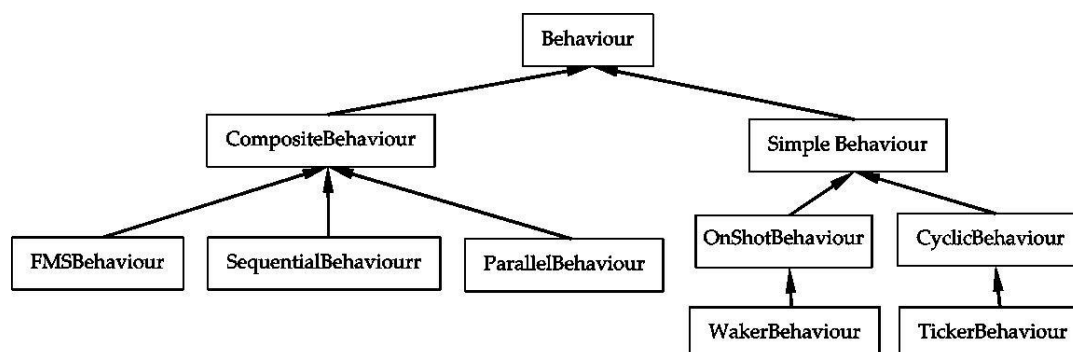 Behaviour
CompositeBehaviour
Simple Behaviour
FMSBehaviour
SequentialBehaviourr
ParallelBehaviour
OnShotBehaviour
CyclicBehaviour
WakerBehaviour
TickerBehaviour